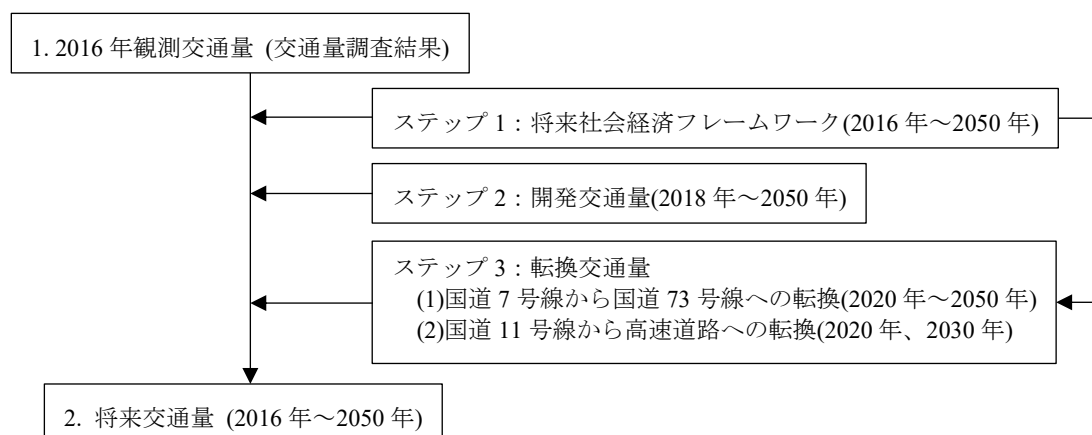 1. 2016 年観測交通量 (交通量調査結果)
ステップ 1：将来社会経済フレームワーク(2016 年～2050 年)
ステップ 2：開発交通量(2018 年～2050 年)
ステップ 3：転換交通量
(1)国道 7 号線から国道 73 号線への転換(2020 年～2050 年)
(2)国道 11 号線から高速道路への転換(2020 年、2030 年)
2. 将来交通量 (2016 年～2050 年)